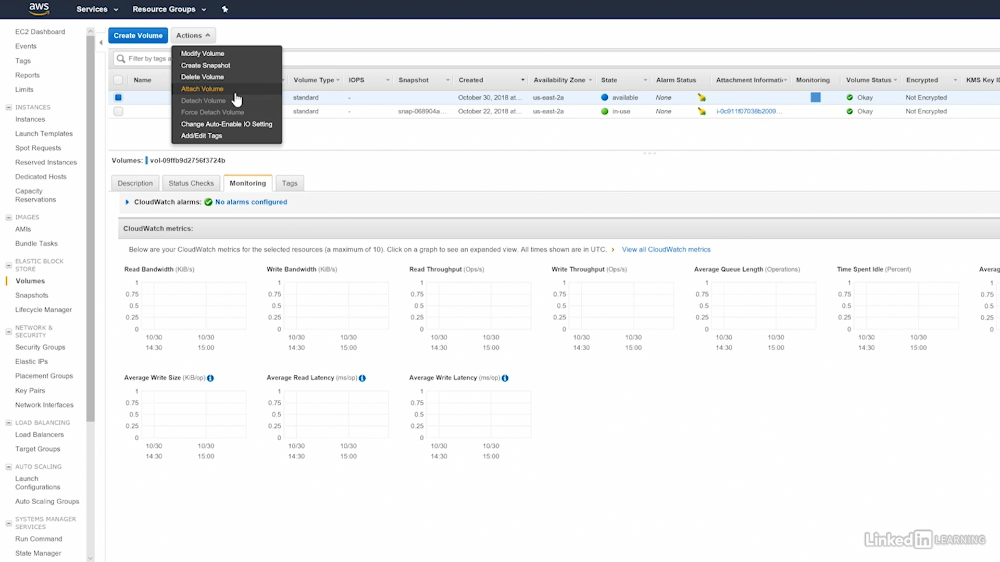 aws Services Resource Groups
EC2 Dashboard
Events
Tags
Reports
Limits
INSTANCES
Instances
Launch Templates
Spot Requests
Reserved Instances
Dedicated Hosts
Capacity
Reservations
IMAGES
AMIs
Bundle Tasks
ELASTIC BLOCK
STORE
Volumes
Snapshots
Lifecycle Manager
NETWORK &
SECURITY
Security Groups
Elastic IPs
Placement Groups
Key Pairs
Network Interfaces
LOAD BALANCING
Load Balancers
Target Groups
AUTO SCALING
Launch
Configurations
Auto Scaling Groups
SYSTEMS MANAGER
SERVICES
Run Command
State Manager
Create Volume Actions
Modify Volume
Create Snapshot
Delete Volume
Attach Volume
Detach Volume
Force Detach Volume
Change Auto-Enable IO Setting
Add/Edit Tags
Filter by tags a
Name Volume Type IOPS Snapshot Created Availability Zone State Alarm Status Attachment Informati Monitoring Volume Status Encrypted KMS Key ID
standard - October 30, 2018 at... us-east-2a available None Okay Not Encrypted
standard - snap-068904a... October 22, 2018 at... us-east-2a in-use None i-0c911f07038b2009... Okay Not Encrypted
Volumes: vol-09ffb9d2756f3724b
Description Status Checks Monitoring Tags
CloudWatch alarms: No alarms configured
CloudWatch metrics:
Below are your CloudWatch metrics for the selected resources (a maximum of 10). Click on a graph to see an expanded view. All times shown are in UTC. › View all CloudWatch metrics
Read Bandwidth (KiB/s) Write Bandwidth (KiB/s) Read Throughput (Ops/s) Write Throughput (Ops/s) Average Queue Length (Operations) Time Spent Idle (Percent) Averag
1 1 1 1 1 1 1
0.75 0.75 0.75 0.75 0.75 0.75 0.75
0.5 0.5 0.5 0.5 0.5 0.5 0.5
0.25 0.25 0.25 0.25 0.25 0.25 0.25
0 0 0 0 0 0 0
10/30 10/30 10/30 10/30 10/30 10/30 10/30 10/30 10/30 10/30 10/30 10/30
14:30 15:00 14:30 15:00 14:30 15:00 14:30 15:00 14:30 15:00 14:30 15:00
Average Write Size (KiB/op) Average Read Latency (ms/op) Average Write Latency (ms/op)
1 1 1
0.75 0.75 0.75
0.5 0.5 0.5
0.25 0.25 0.25
0 0 0
10/30 10/30 10/30 10/30 10/30 10/30
14:30 15:00 14:30 15:00 14:30 15:00
Linked in LEARNING